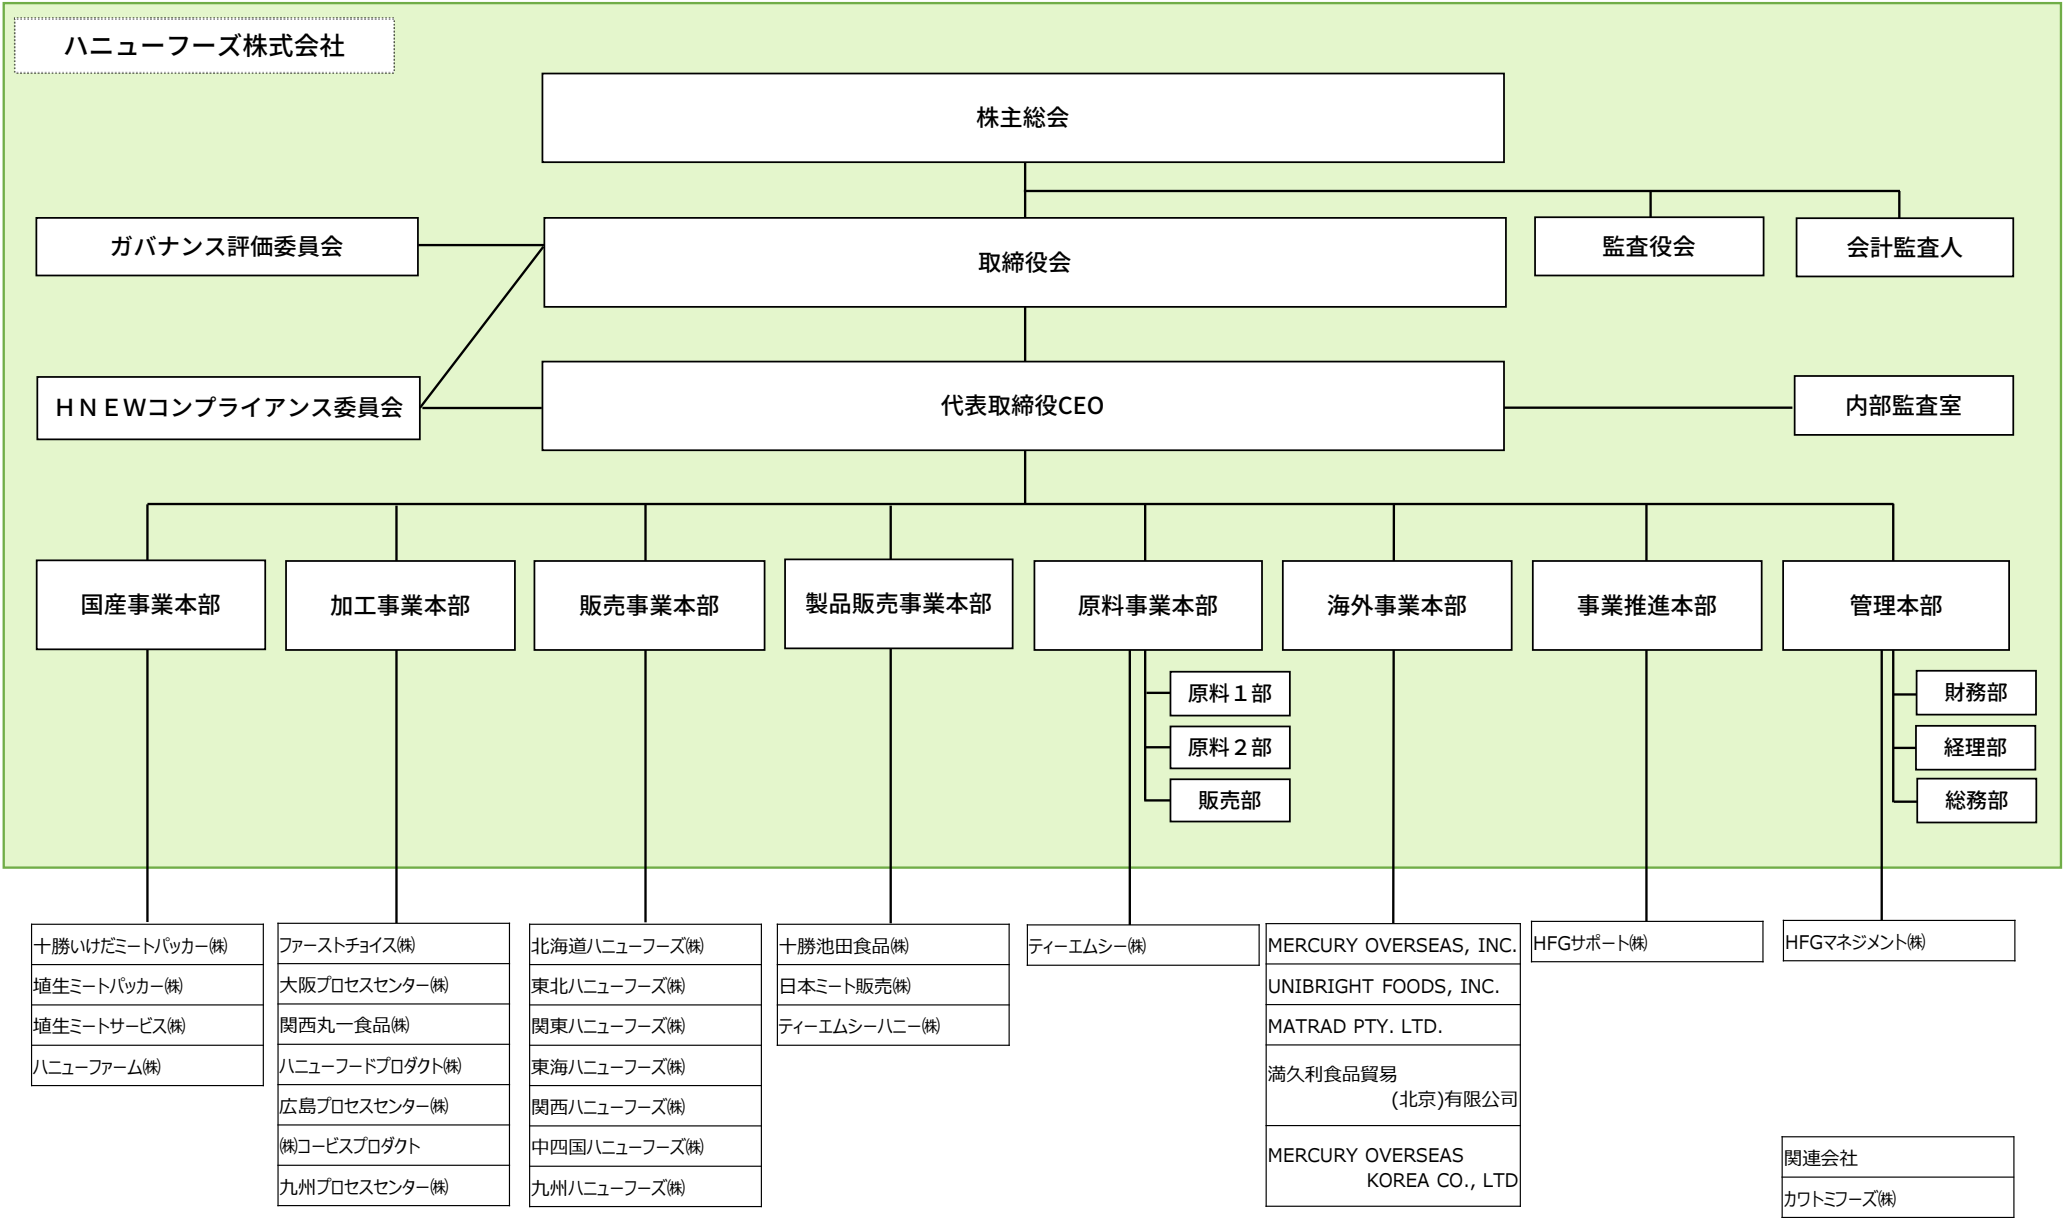 ハニューフーズ株式会社
株主総会
ガバナンス評価委員会
取締役会
監査役会
会計監査人
ＨＮＥＷコンプライアンス委員会
代表取締役CEO
内部監査室
国産事業本部
加工事業本部
販売事業本部
製品販売事業本部
原料事業本部
海外事業本部
事業推進本部
管理本部
原料１部
原料２部
販売部
財務部
経理部
総務部
十勝いけだミートパッカー㈱
埴生ミートパッカー㈱
埴生ミートサービス㈱
ハニューファーム㈱
ファーストチョイス㈱
大阪プロセスセンター㈱
関西丸一食品㈱
ハニューフードプロダクト㈱
広島プロセスセンター㈱
㈱コービスプロダクト
九州プロセスセンター㈱
北海道ハニューフーズ㈱
東北ハニューフーズ㈱
関東ハニューフーズ㈱
東海ハニューフーズ㈱
関西ハニューフーズ㈱
中四国ハニューフーズ㈱
九州ハニューフーズ㈱
十勝池田食品㈱
日本ミート販売㈱
ティーエムシーハニー㈱
ティーエムシー㈱
MERCURY OVERSEAS, INC.
UNIBRIGHT FOODS, INC.
MATRAD PTY. LTD.
満久利食品貿易
(北京)有限公司
MERCURY OVERSEAS
KOREA CO., LTD
HFGサポート㈱
HFGマネジメント㈱
関連会社
カワトミフーズ㈱